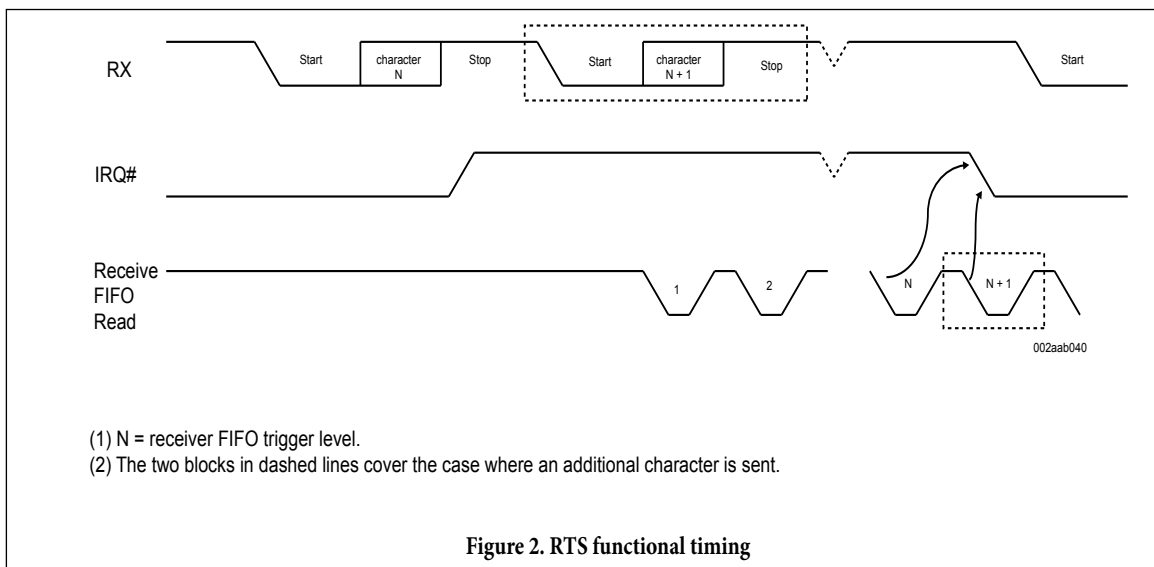 RX
Start
character
N
Stop
Start
character
N + 1
Stop
Start
IRQ#
Receive
FIFO
Read
1
2
N
N + 1
002aab040
(1) N = receiver FIFO trigger level.
(2) The two blocks in dashed lines cover the case where an additional character is sent.
Figure 2. RTS functional timing